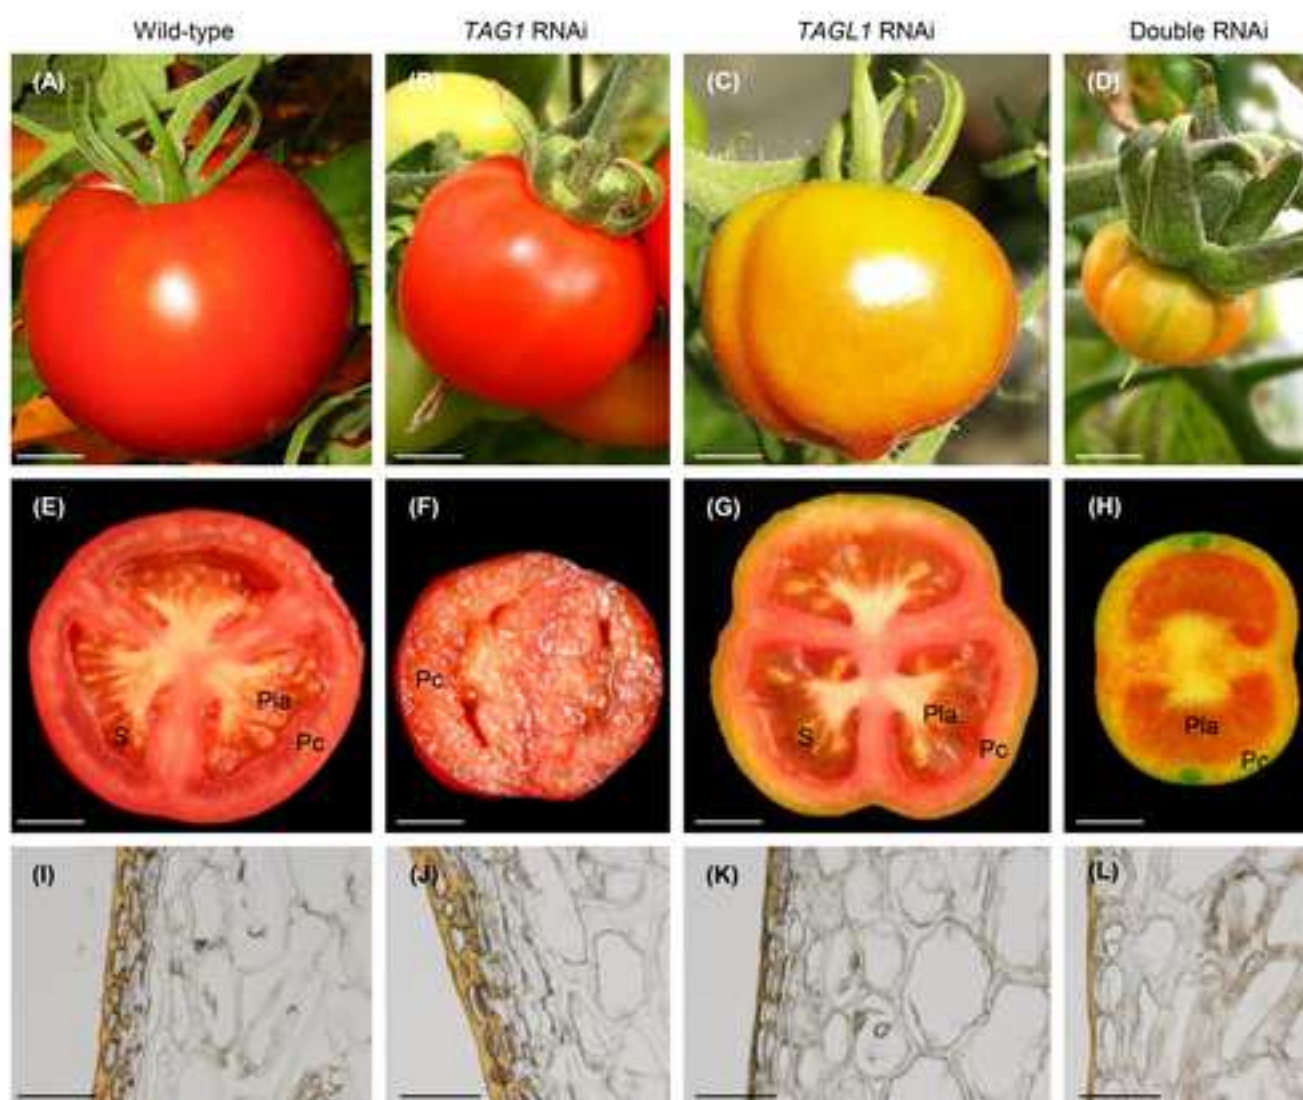 Wild-type TAG1 RNAi TAGL1 RNAi Double RNAi
(A) (B) (C) (D)
(E) (F) (G) (H)
Pc
Pla Pla
S S Pla
Pc Pc Pc
(I) (J) (K) (L)